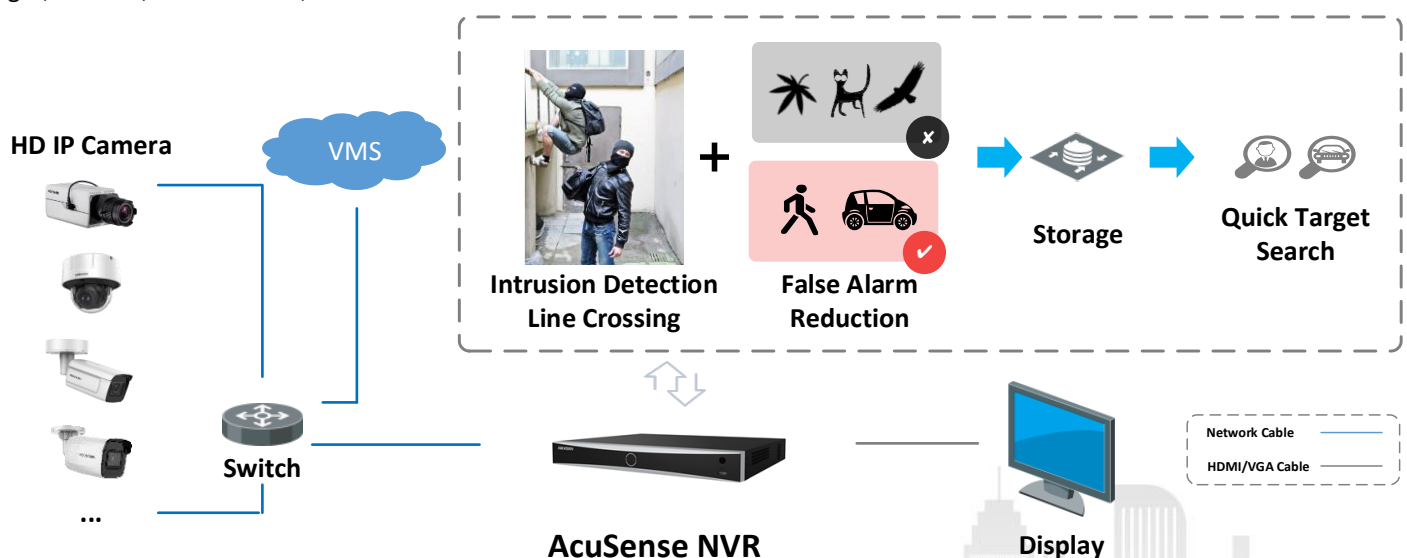 HD IP Camera
VMS
Intrusion Detection
Line Crossing
+
False Alarm
Reduction
Storage
Quick Target
Search
Switch
...
AcuSense NVR
Display
Network Cable
HDMI/VGA Cable